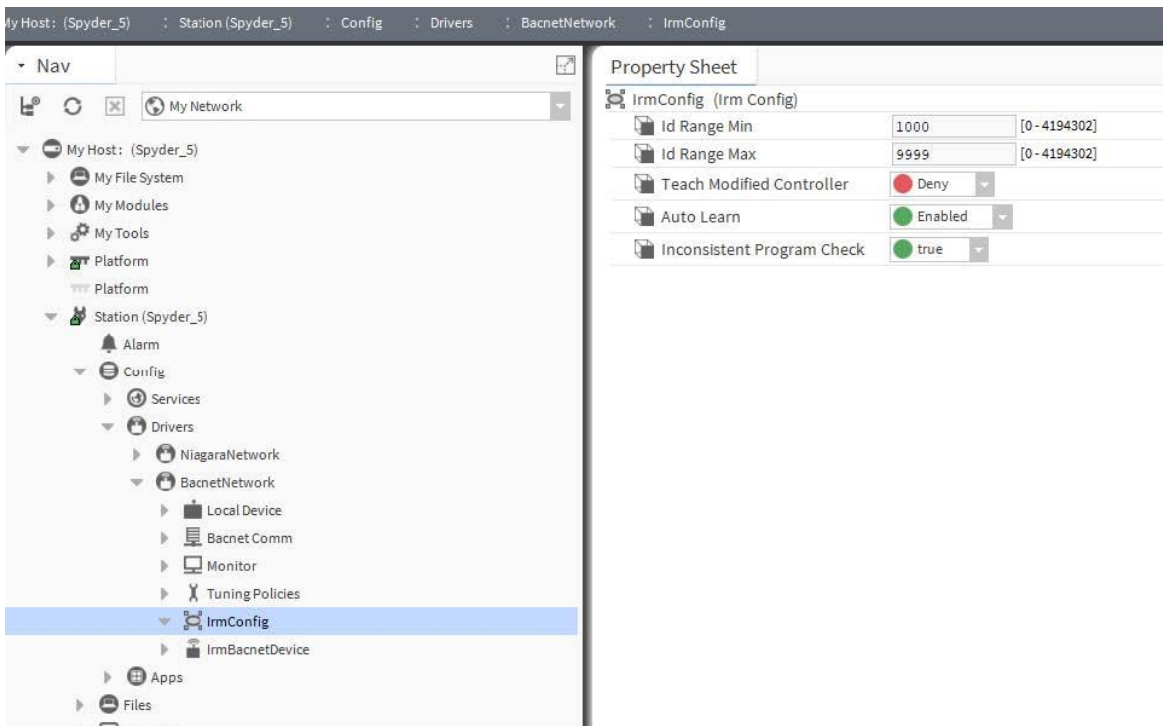 My Host: (Spyder_5) : Station (Spyder_5) : Config : Drivers : BacnetNetwork : IrmConfig
Nav
My Network
My Host: (Spyder_5)
My File System
My Modules
My Tools
Platform
Platform
Station (Spyder_5)
Alarm
Config
Services
Drivers
NiagaraNetwork
BacnetNetwork
Local Device
Bacnet Comm
Monitor
Tuning Policies
IrmConfig
IrmBacnetDevice
Apps
Files
Property Sheet
IrmConfig (Irm Config)
Id Range Min 1000 [0-4194302]
Id Range Max 9999 [0-4194302]
Teach Modified Controller Deny
Auto Learn Enabled
Inconsistent Program Check true